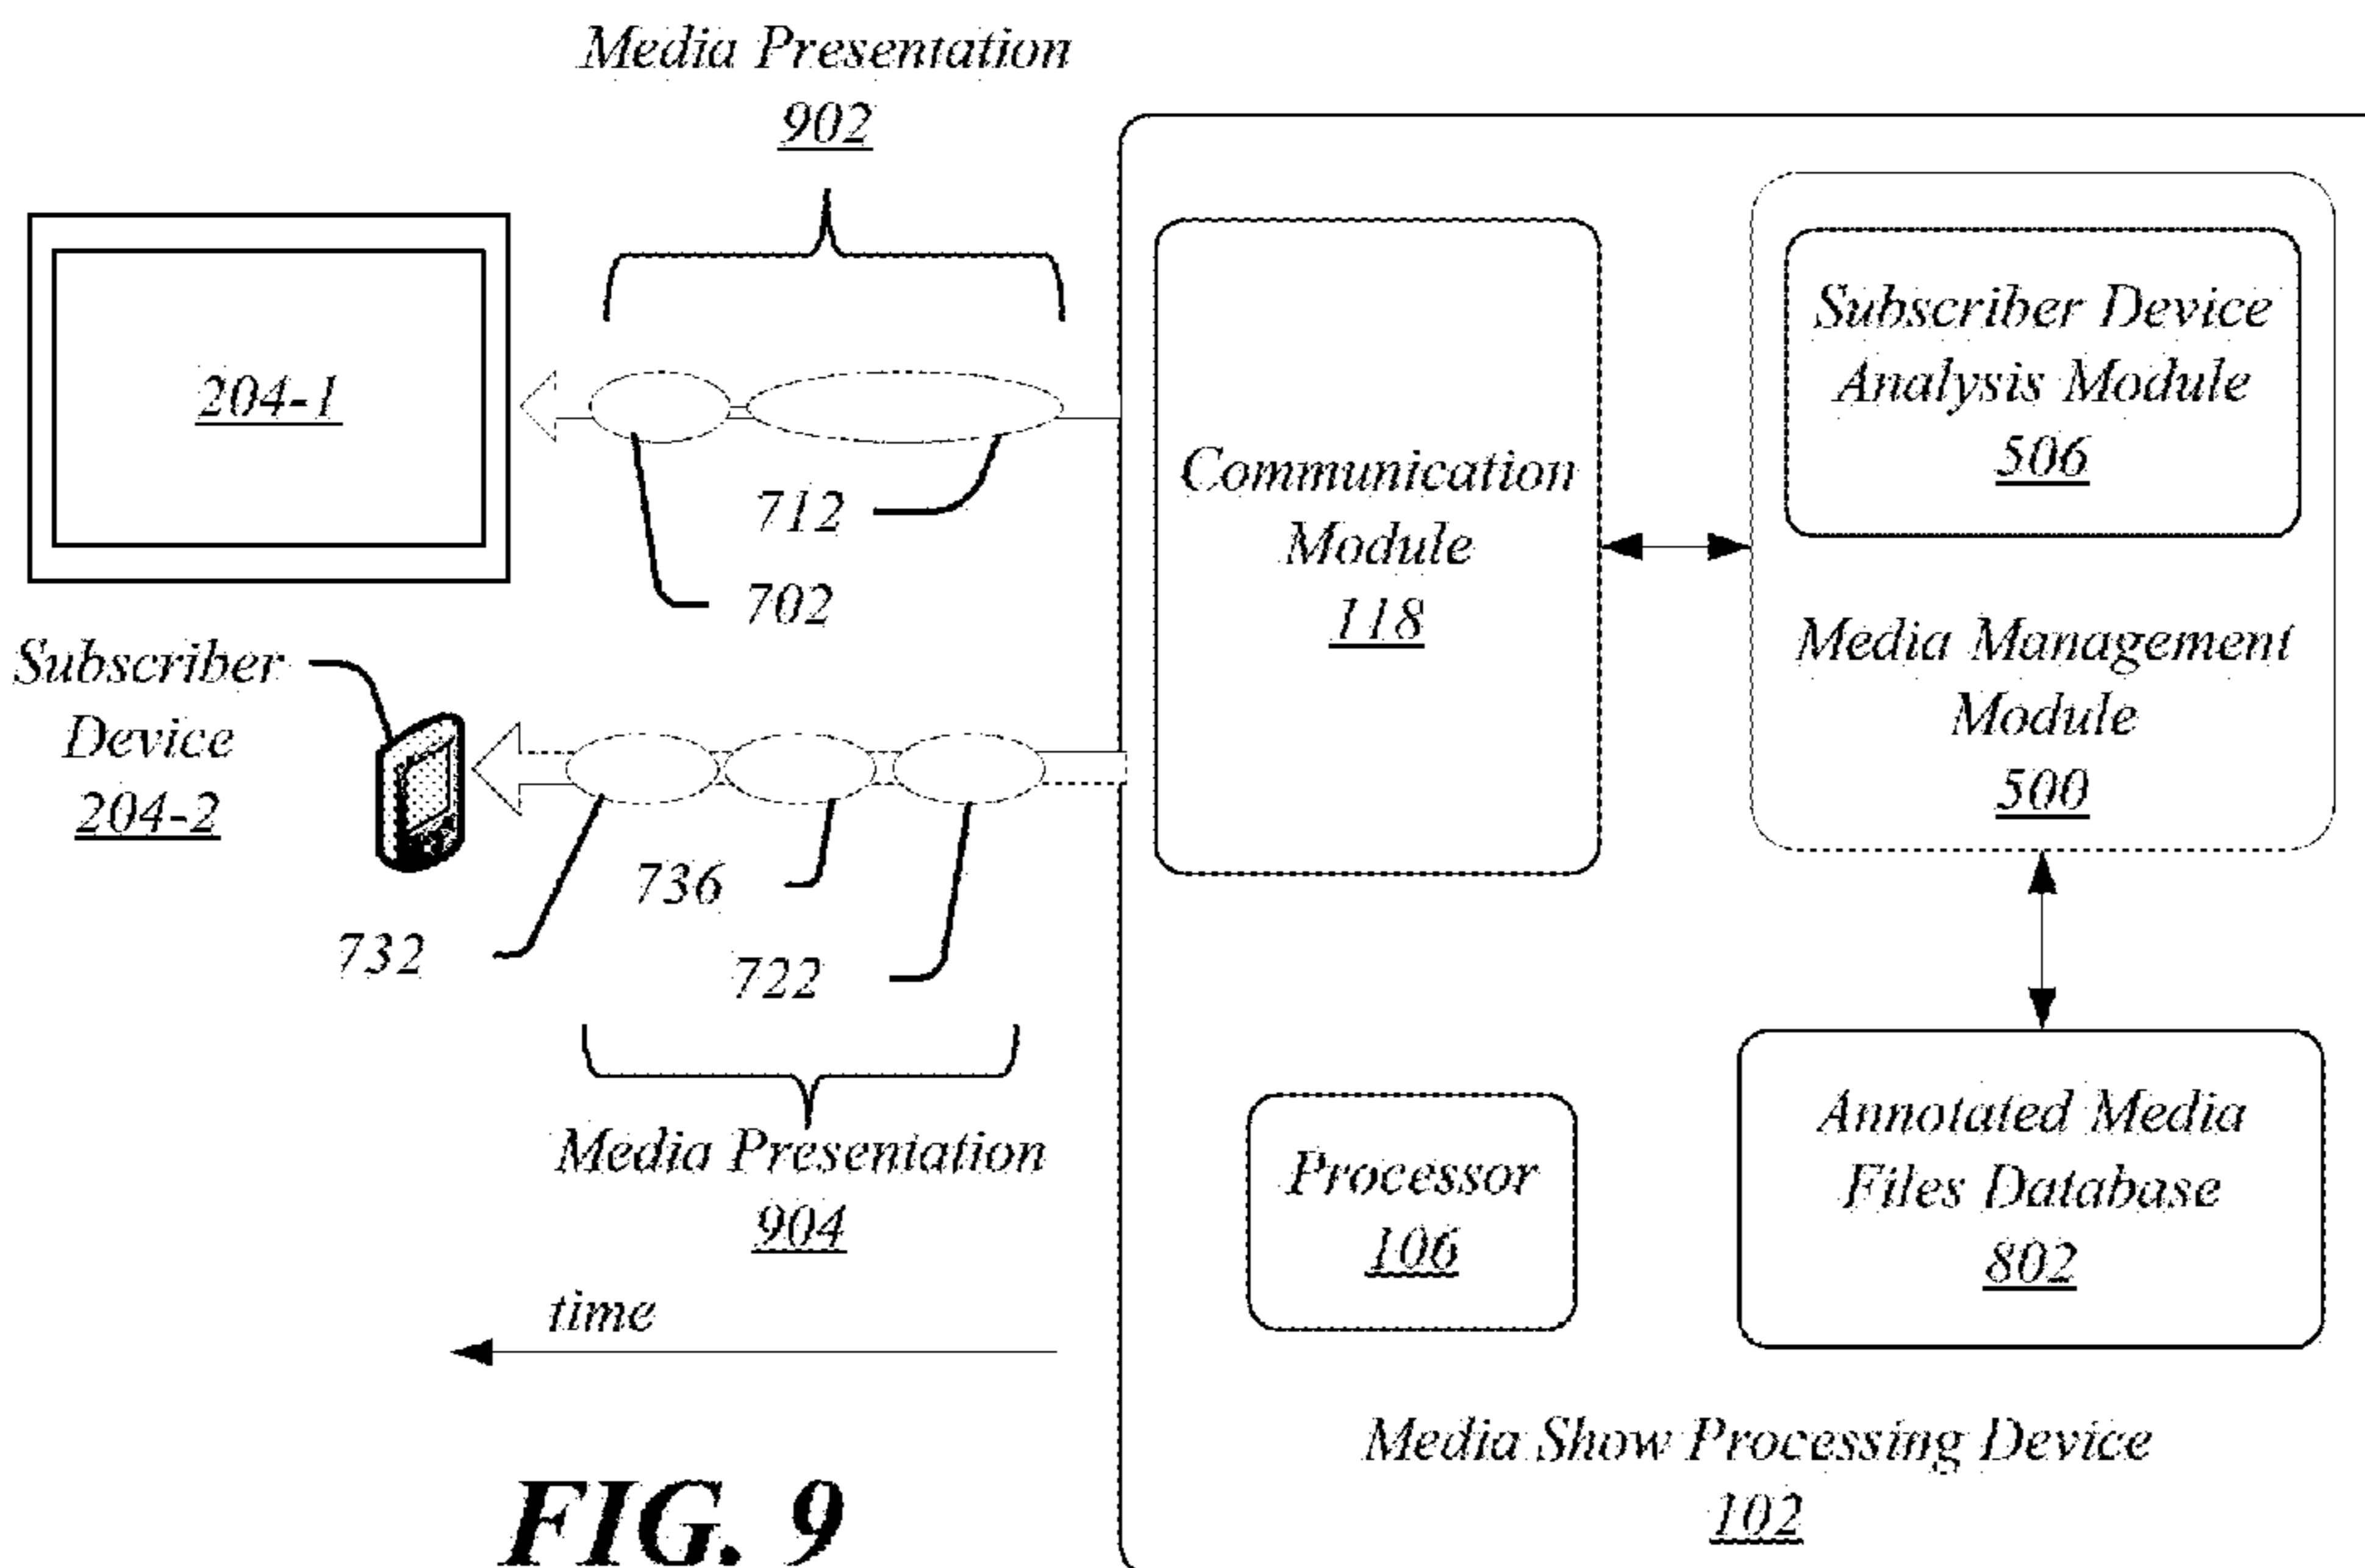 Media Presentation
902
204-1
712
702
Subscriber
Device
204-2
732
736
722
Media Presentation
904
time
Communication
Module
118
Subscriber Device
Analysis Module
506
Media Management
Module
500
Processor
106
Annotated Media
Files Database
802
Media Show Processing Device
102
FIG. 9